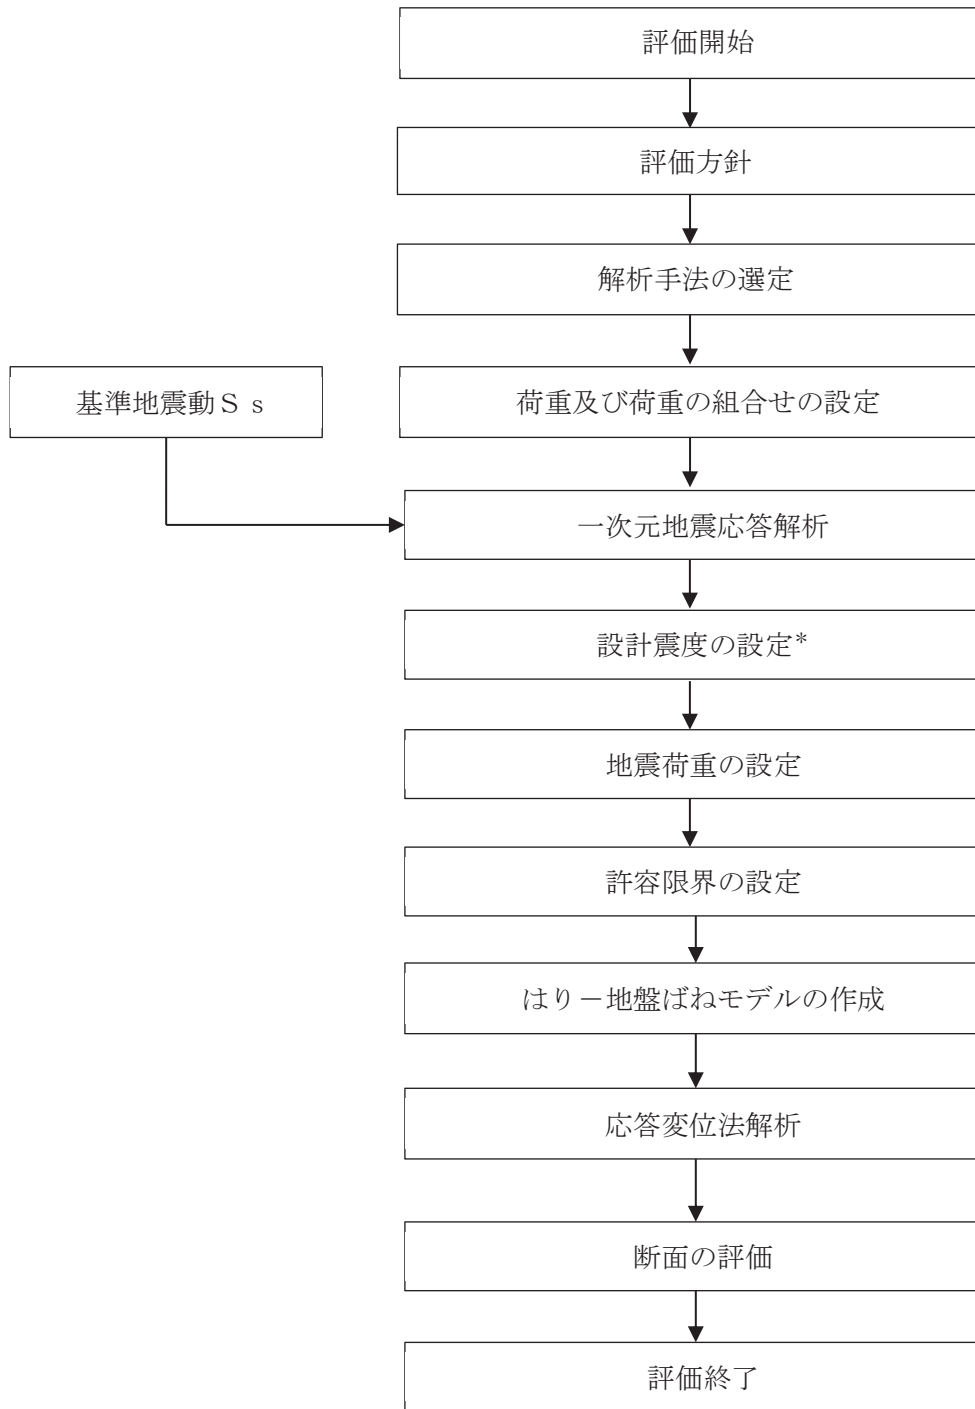 評価開始
評価方針
解析手法の選定
基準地震動Ｓｓ
荷重及び荷重の組合せの設定
一次元地震応答解析
設計震度の設定*
地震荷重の設定
許容限界の設定
はり－地盤ばねモデルの作成
応答変位法解析
断面の評価
評価終了